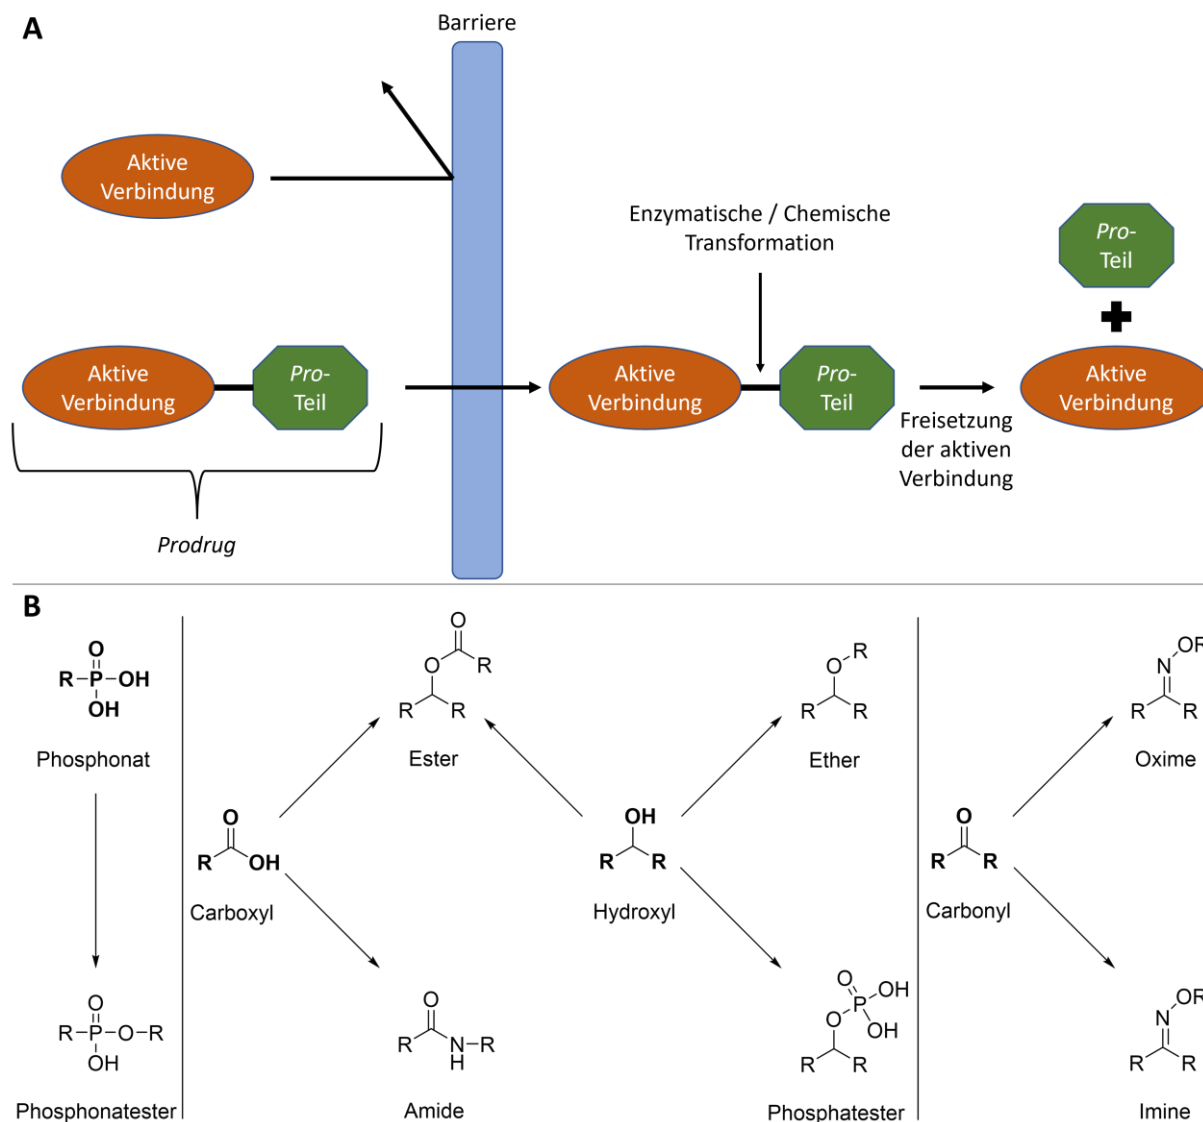 A
Barriere
Aktive
Verbindung
Enzymatische / Chemische
Transformation
Pro-
Teil
Aktive
Verbindung
Pro-
Teil
Aktive
Verbindung
Pro-
Teil
Aktive
Verbindung
Freisetzung
der aktiven
Verbindung
Prodrug
B
O
R-P-OH
OH
Phosphonat
O
O
R
R
R
Ester
R
O
R
R
Ether
OR
N
R
R
Oxime
O
R
OH
Carboxyl
OH
R
R
Hydroxyl
O
R
R
Carbonyl
O
R-P-O-R
OH
Phosphonatester
O
R
N-R
H
Amide
O
P
OH
O
OH
R
R
Phosphatester
OR
N
R
R
Imine